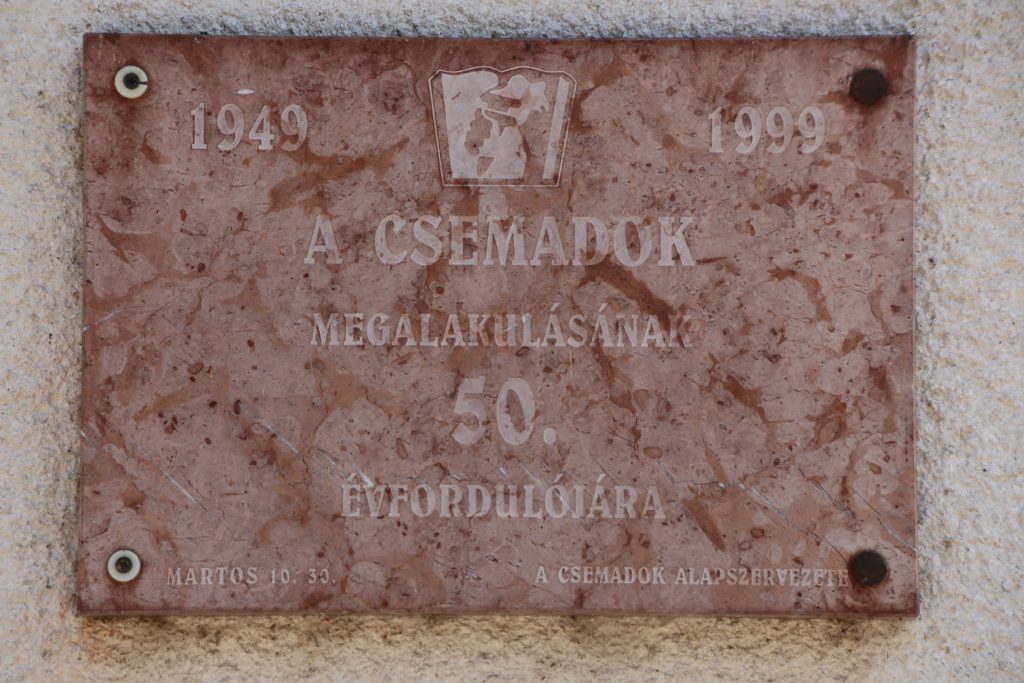 1949 1999
A CSEMADOK
MEGALAKULÁSÁNAK
50.
ÉVFORDULÓJÁRA
MARTOS 10. 30. A CSEMADOK ALAPSZERVEZETE